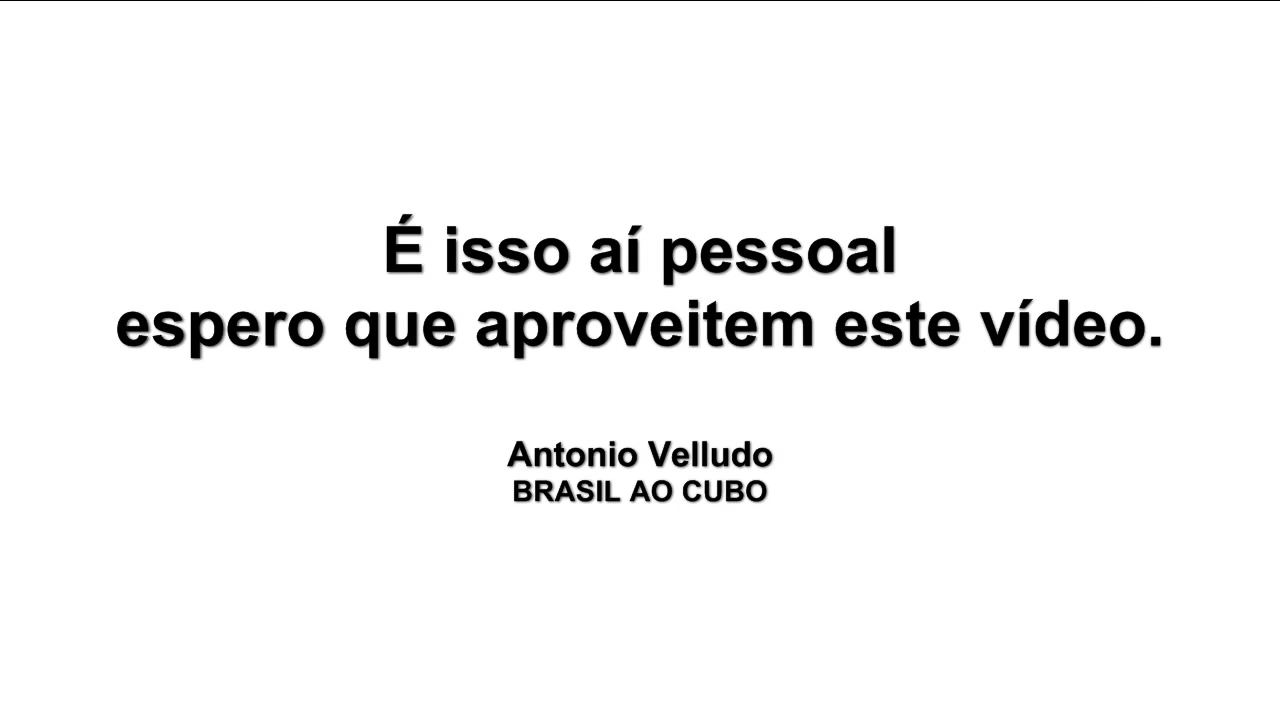 É isso aí pessoal
espero que aproveitem este vídeo.
Antonio Velludo
BRASIL AO CUBO